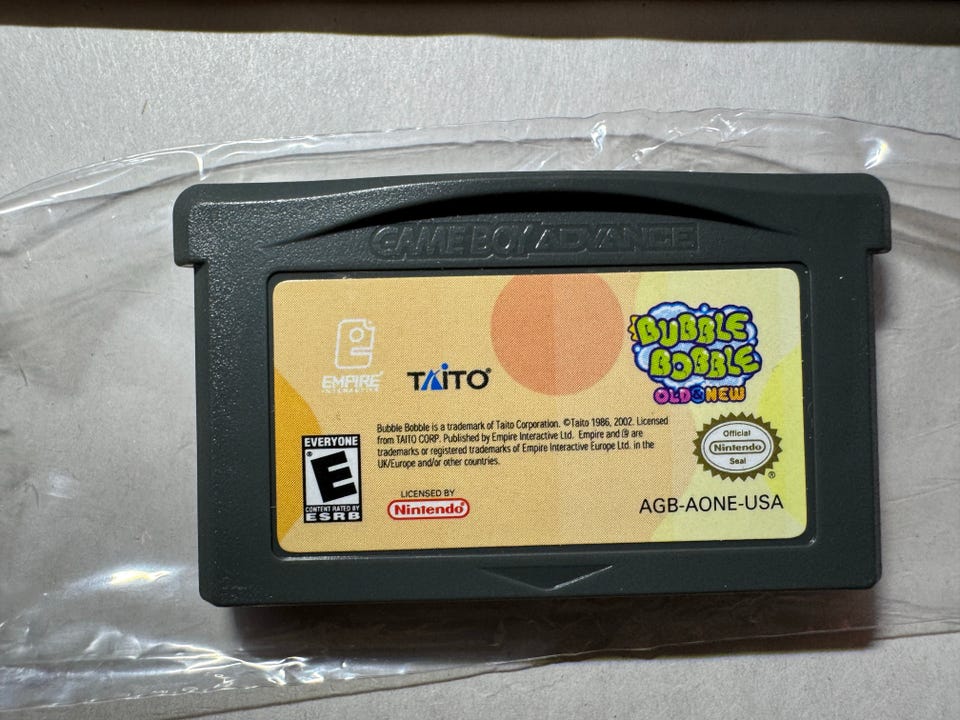 GAME BOY ADVANCE
EMPIRE
INTERACTIVE
TAITO®
BUBBLE
BOBBLE
OLD & NEW
Bubble Bobble is a trademark of Taito Corporation. ©Taito 1986, 2002. Licensed
from TAITO CORP. Published by Empire Interactive Ltd. Empire and are
trademarks or registered trademarks of Empire Interactive Europe Ltd. in the
UK/Europe and/or other countries.
EVERYONE
E
®
CONTENT RATED BY
ESRB
LICENSED BY
Nintendo®
Official
Nintendo
Seal
®
AGB-AONE-USA